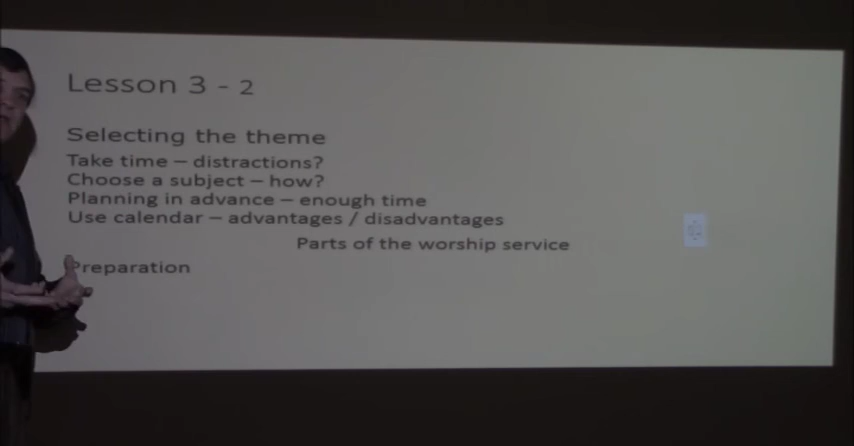 Lesson 3 - 2
Selecting the theme
Take time – distractions?
Choose a subject – how?
Planning in advance – enough time
Use calendar – advantages / disadvantages
Parts of the worship service
Preparation